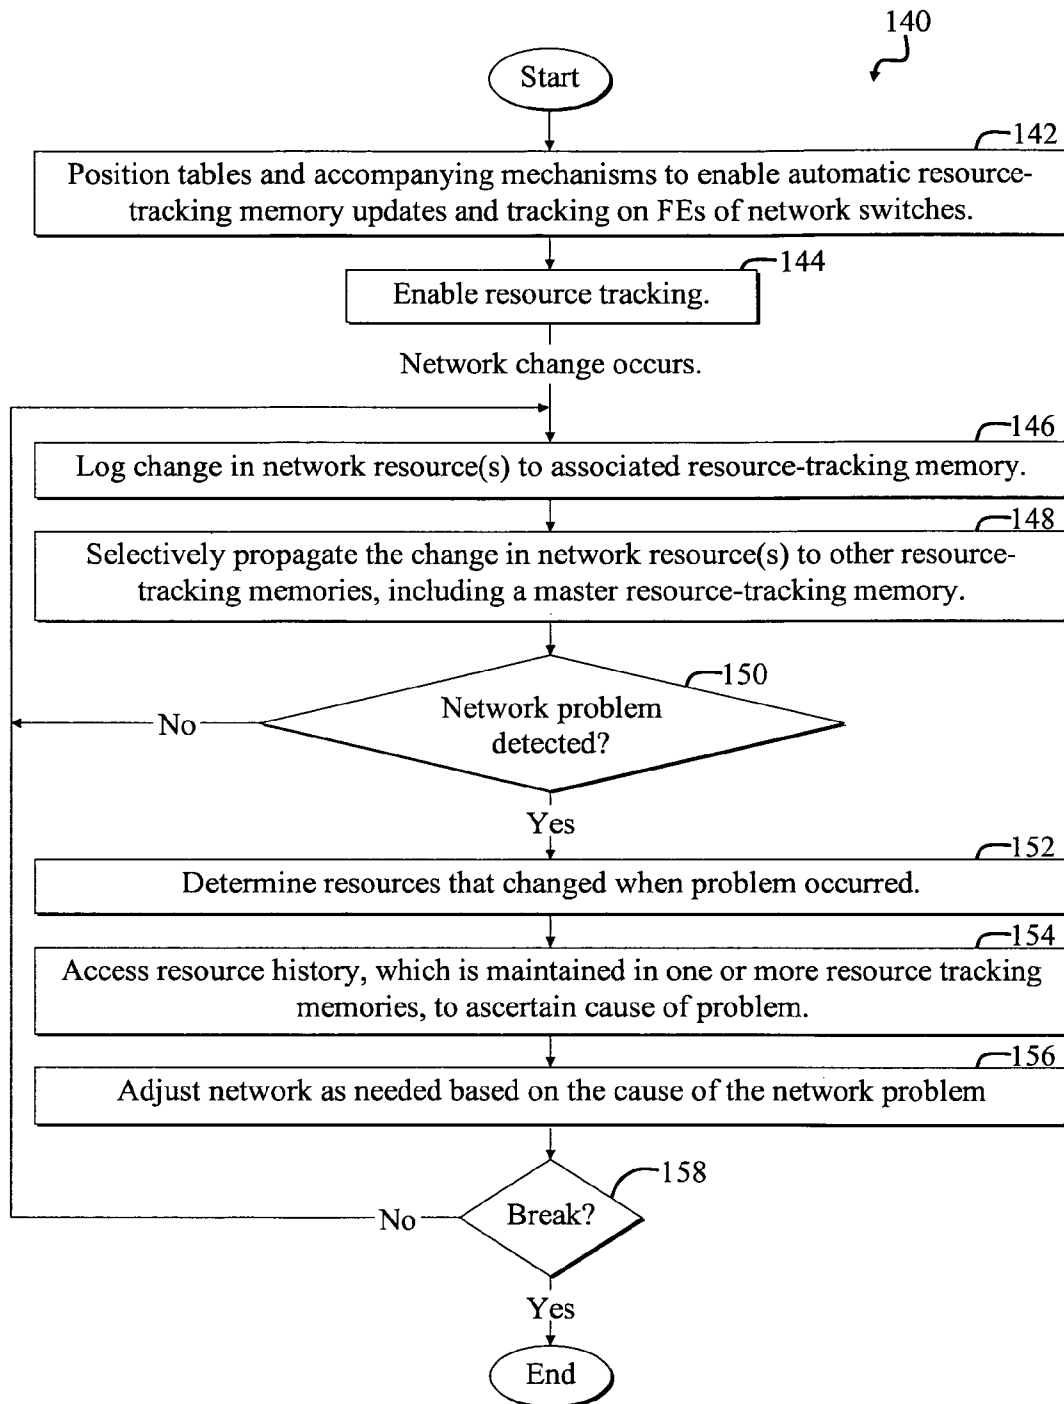 140
Start
142
Position tables and accompanying mechanisms to enable automatic resource-
tracking memory updates and tracking on FEs of network switches.
144
Enable resource tracking.
Network change occurs.
146
Log change in network resource(s) to associated resource-tracking memory.
148
Selectively propagate the change in network resource(s) to other resource-
tracking memories, including a master resource-tracking memory.
150
Network problem
detected?
No
Yes
152
Determine resources that changed when problem occurred.
154
Access resource history, which is maintained in one or more resource tracking
memories, to ascertain cause of problem.
156
Adjust network as needed based on the cause of the network problem
158
Break?
No
Yes
End